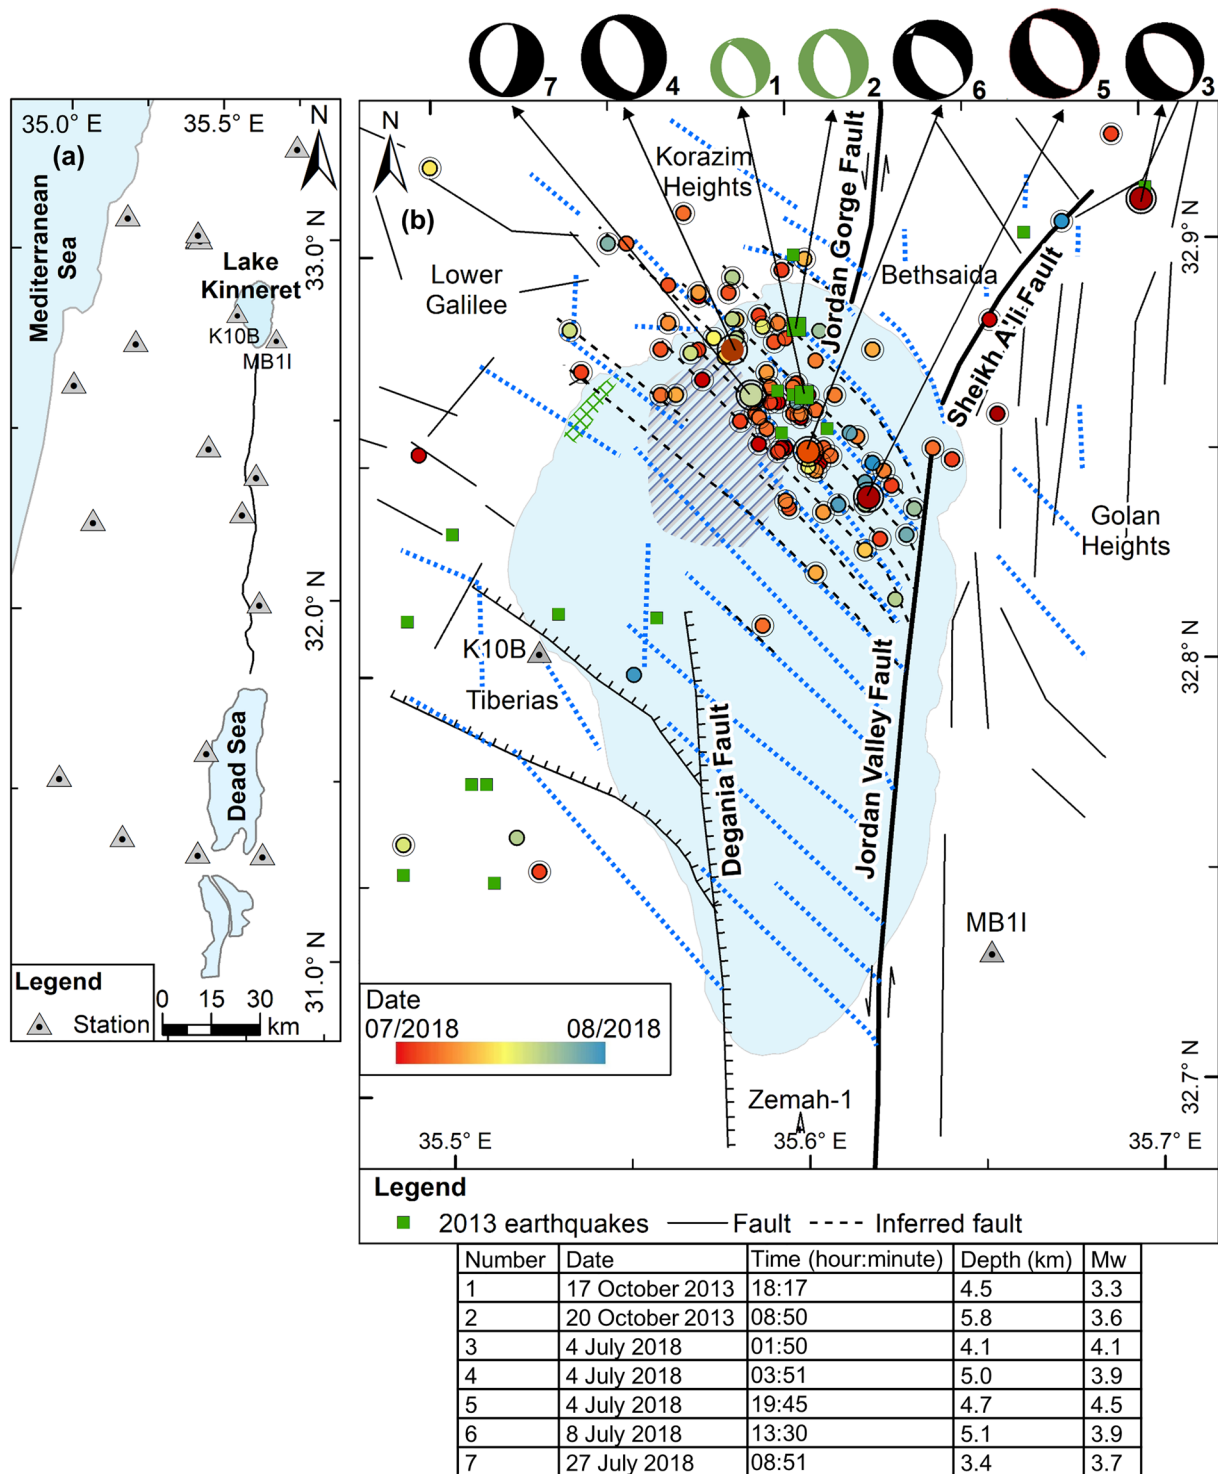 7
4
1
2
6
5
3
35.0° E
35.5° E
N
(a)
Mediterranean
Sea
33.0° N
Lake
Kinneret
K10B
MB1I
32.0° N
Dead Sea
31.0° N
Legend
Station
0 15 30
km
N
(b)
Korazim
Heights
Jordan Gorge Fault
Lower
Galilee
Bethsaida
32.9° N
Sheikh A'li Fault
Golan
Heights
K10B
Tiberias
32.8° N
Degania Fault
Jordan Valley Fault
MB1I
Date
07/2018 08/2018
Zemah-1
32.7° N
35.5° E
35.6° E
35.7° E
Legend
2013 earthquakes Fault Inferred fault
Number Date Time (hour:minute) Depth (km) Mw
1 17 October 2013 18:17 4.5 3.3
2 20 October 2013 08:50 5.8 3.6
3 4 July 2018 01:50 4.1 4.1
4 4 July 2018 03:51 5.0 3.9
5 4 July 2018 19:45 4.7 4.5
6 8 July 2018 13:30 5.1 3.9
7 27 July 2018 08:51 3.4 3.7